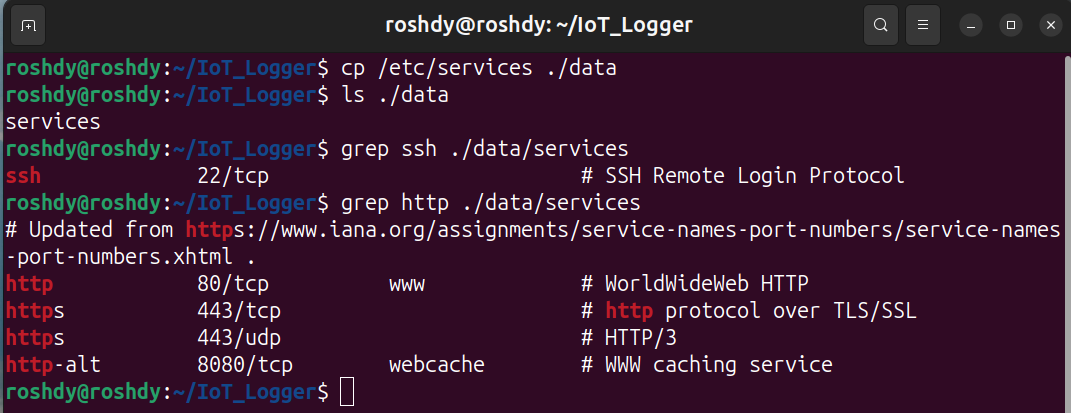 roshdy@roshdy: ~/IoT_Logger
roshdy@roshdy:~/IoT_Logger$ cp /etc/services ./data
roshdy@roshdy:~/IoT_Logger$ ls ./data
services
roshdy@roshdy:~/IoT_Logger$ grep ssh ./data/services
ssh             22/tcp                          # SSH Remote Login Protocol
roshdy@roshdy:~/IoT_Logger$ grep http ./data/services
# Updated from https://www.iana.org/assignments/service-names-port-numbers/service-names
-port-numbers.xhtml .
http            80/tcp          www             # WorldWideWeb HTTP
https           443/tcp                         # http protocol over TLS/SSL
https           443/udp                         # HTTP/3
http-alt        8080/tcp        webcache        # WWW caching service
roshdy@roshdy:~/IoT_Logger$